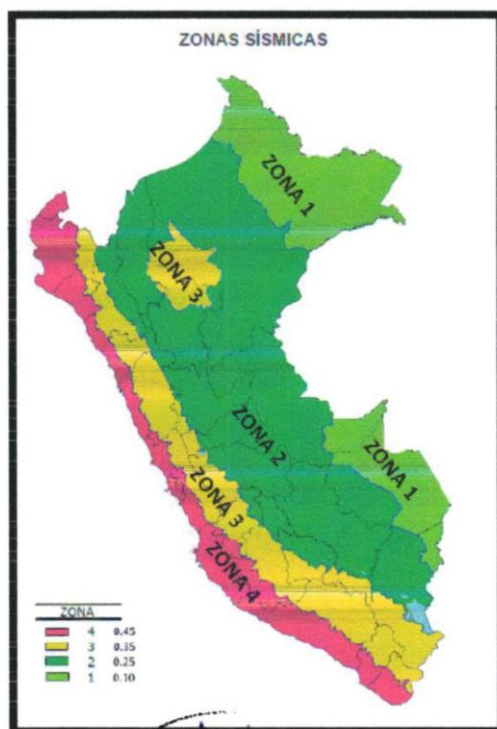 ZONAS SÍSMICAS
ZONA 1
ZONA 3
ZONA 2
ZONA 1
ZONA 3
ZONA 4
ZONA
4 0.45
3 0.35
2 0.25
1 0.10